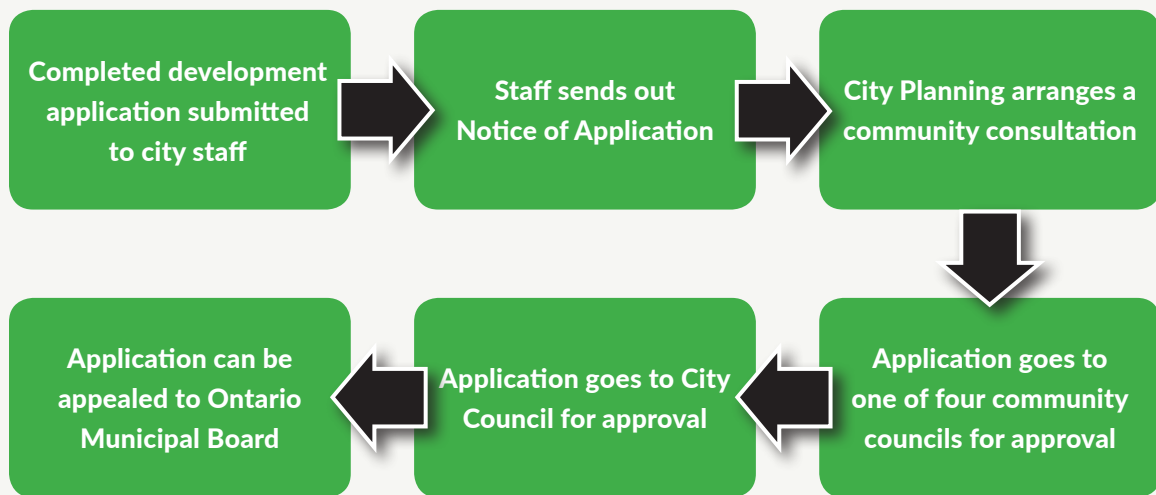 Completed development
application submitted
to city staff
Staff sends out
Notice of Application
City Planning arranges a
community consultation
Application goes to
one of four community
councils for approval
Application goes to City
Council for approval
Application can be
appealed to Ontario
Municipal Board